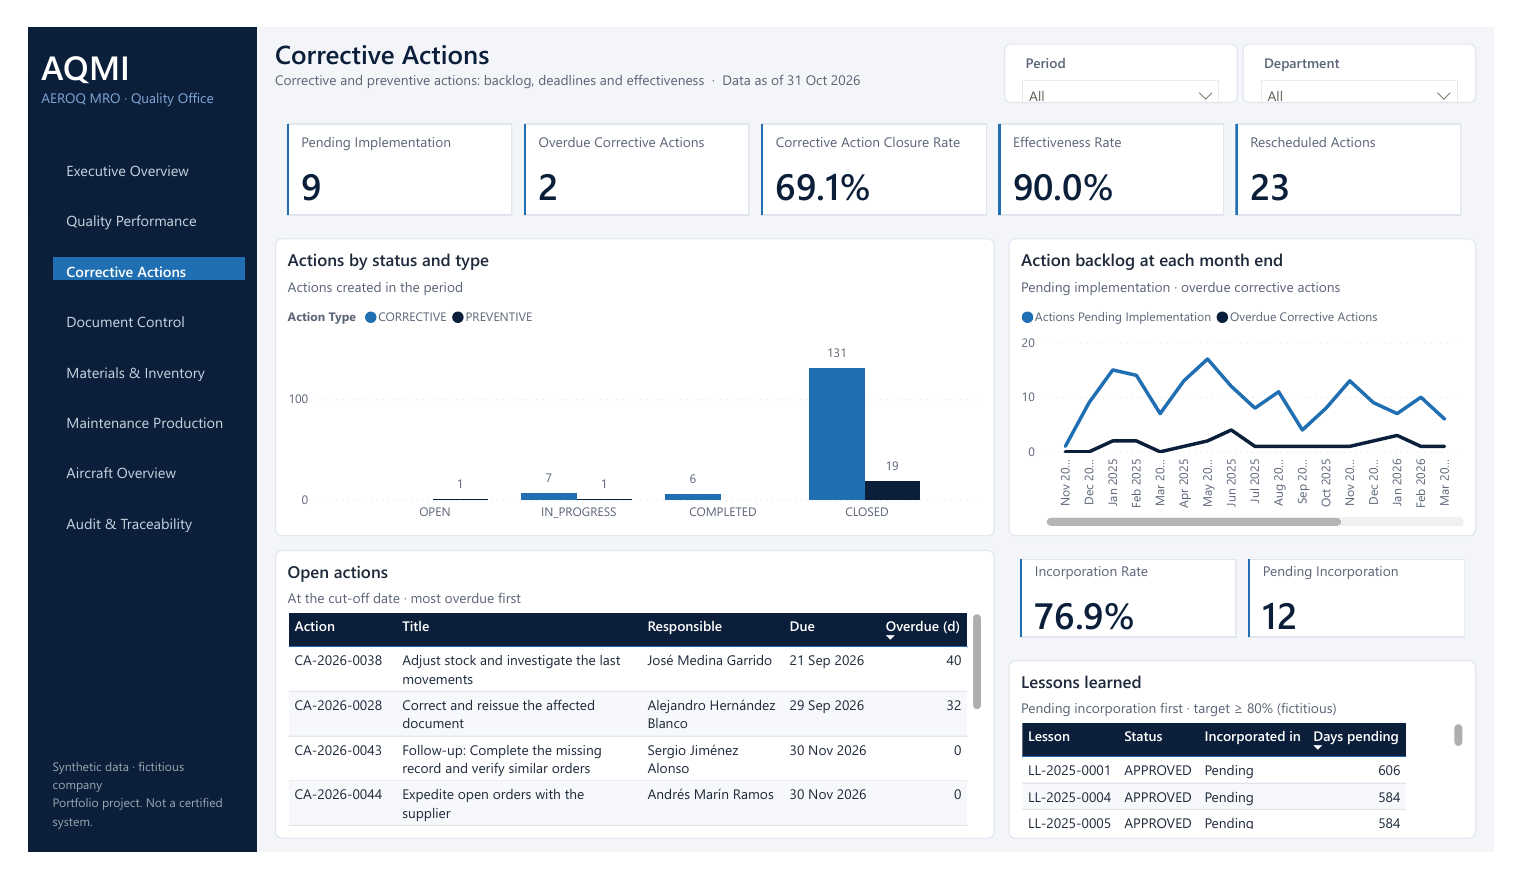 AQMI
AEROQ MRO · Quality Office
Executive Overview
Quality Performance
Corrective Actions
Document Control
Materials & Inventory
Maintenance Production
Aircraft Overview
Audit & Traceability
Synthetic data · fictitious
company
Portfolio project. Not a certified
system.
Corrective Actions
Corrective and preventive actions: backlog, deadlines and effectiveness · Data as of 31 Oct 2026
Period
All
Department
All
Pending Implementation
9
Overdue Corrective Actions
2
Corrective Action Closure Rate
69.1%
Effectiveness Rate
90.0%
Rescheduled Actions
23
Actions by status and type
Actions created in the period
Action Type CORRECTIVE PREVENTIVE
131
100
7
1
1
6
19
0
OPEN IN_PROGRESS COMPLETED CLOSED
Action backlog at each month end
Pending implementation · overdue corrective actions
Actions Pending Implementation Overdue Corrective Actions
20
10
0
Nov 20...
Dec 20...
Jan 2025
Feb 2025
Mar 20...
Apr 2025
May 20...
Jun 2025
Jul 2025
Aug 20...
Sep 20...
Oct 2025
Nov 20...
Dec 20...
Jan 2026
Feb 2026
Mar 20...
Open actions
At the cut-off date · most overdue first
Action Title Responsible Due Overdue (d)
CA-2026-0038 Adjust stock and investigate the last José Medina Garrido 21 Sep 2026 40
movements
CA-2026-0028 Correct and reissue the affected Alejandro Hernández 29 Sep 2026 32
document Blanco
CA-2026-0043 Follow-up: Complete the missing Sergio Jiménez 30 Nov 2026 0
record and verify similar orders Alonso
CA-2026-0044 Expedite open orders with the Andrés Marín Ramos 30 Nov 2026 0
supplier
Incorporation Rate
76.9%
Pending Incorporation
12
Lessons learned
Pending incorporation first · target ≥ 80% (fictitious)
Lesson Status Incorporated in Days pending
LL-2025-0001 APPROVED Pending 606
LL-2025-0004 APPROVED Pending 584
LL-2025-0005 APPROVED Pending 584